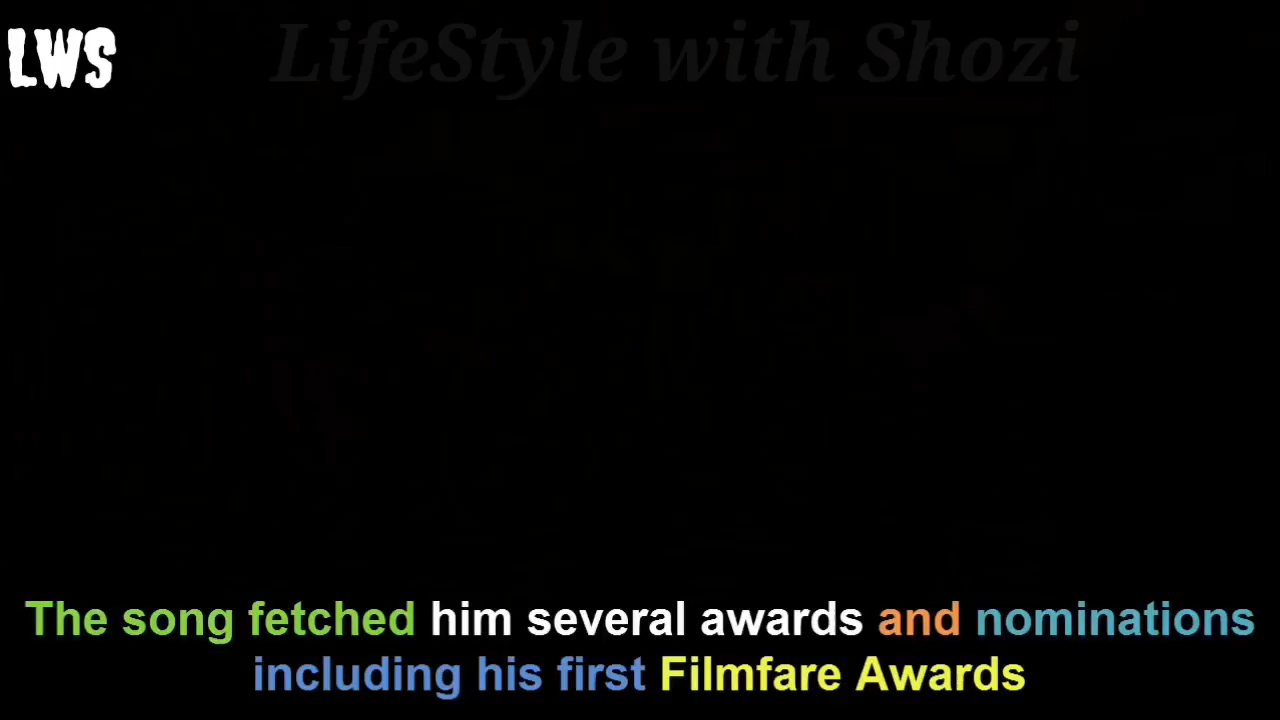 LWS
LifeStyle with Shozi
The song fetched him several awards and nominations
including his first Filmfare Awards